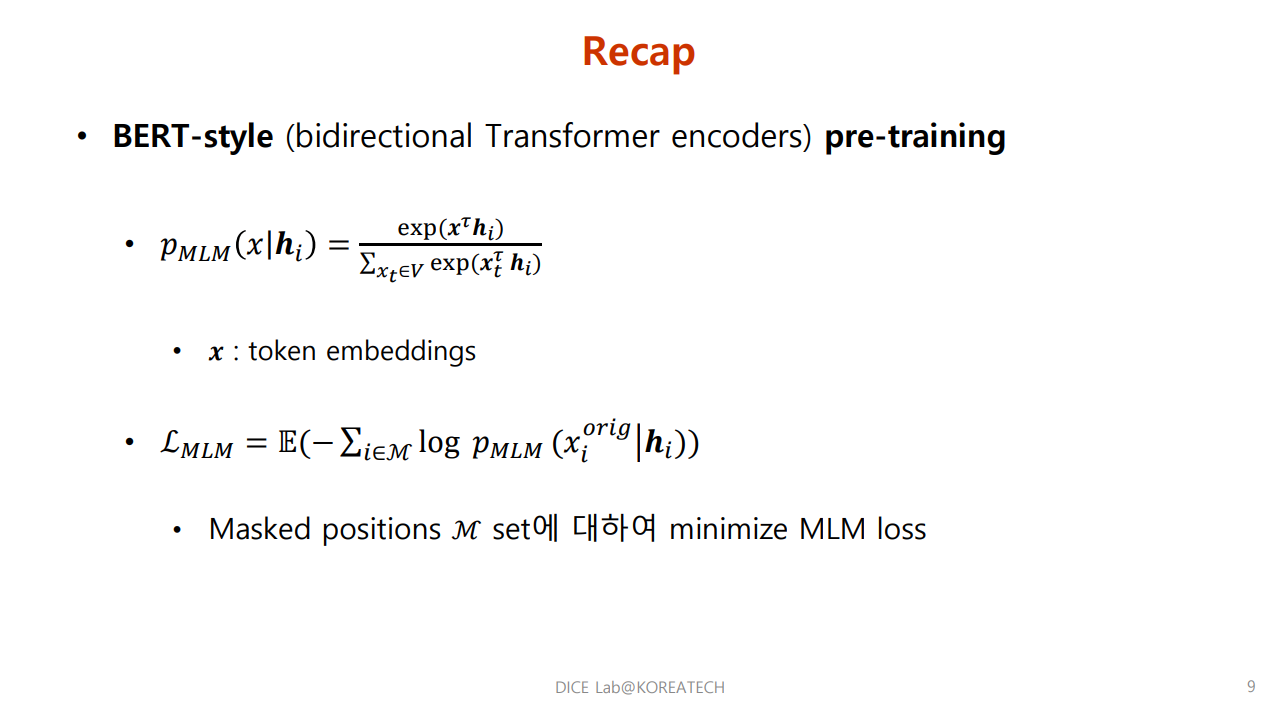 Recap
• BERT-style (bidirectional Transformer encoders) pre-training
• $p_{MLM}(x|\boldsymbol{h}_i) = \frac{\exp(\boldsymbol{x}^{\tau}\boldsymbol{h}_i)}{\sum_{x_t \in V} \exp(\boldsymbol{x}_t^{\tau}\,\boldsymbol{h}_i)}$
• $\boldsymbol{x}$ : token embeddings
• $\mathcal{L}_{MLM} = \mathbb{E}(-\sum_{i \in \mathcal{M}} \log\, p_{MLM}\,(x_i^{orig}|\boldsymbol{h}_i))$
• Masked positions $\mathcal{M}$ set에 대하여 minimize MLM loss
DICE Lab@KOREATECH
9